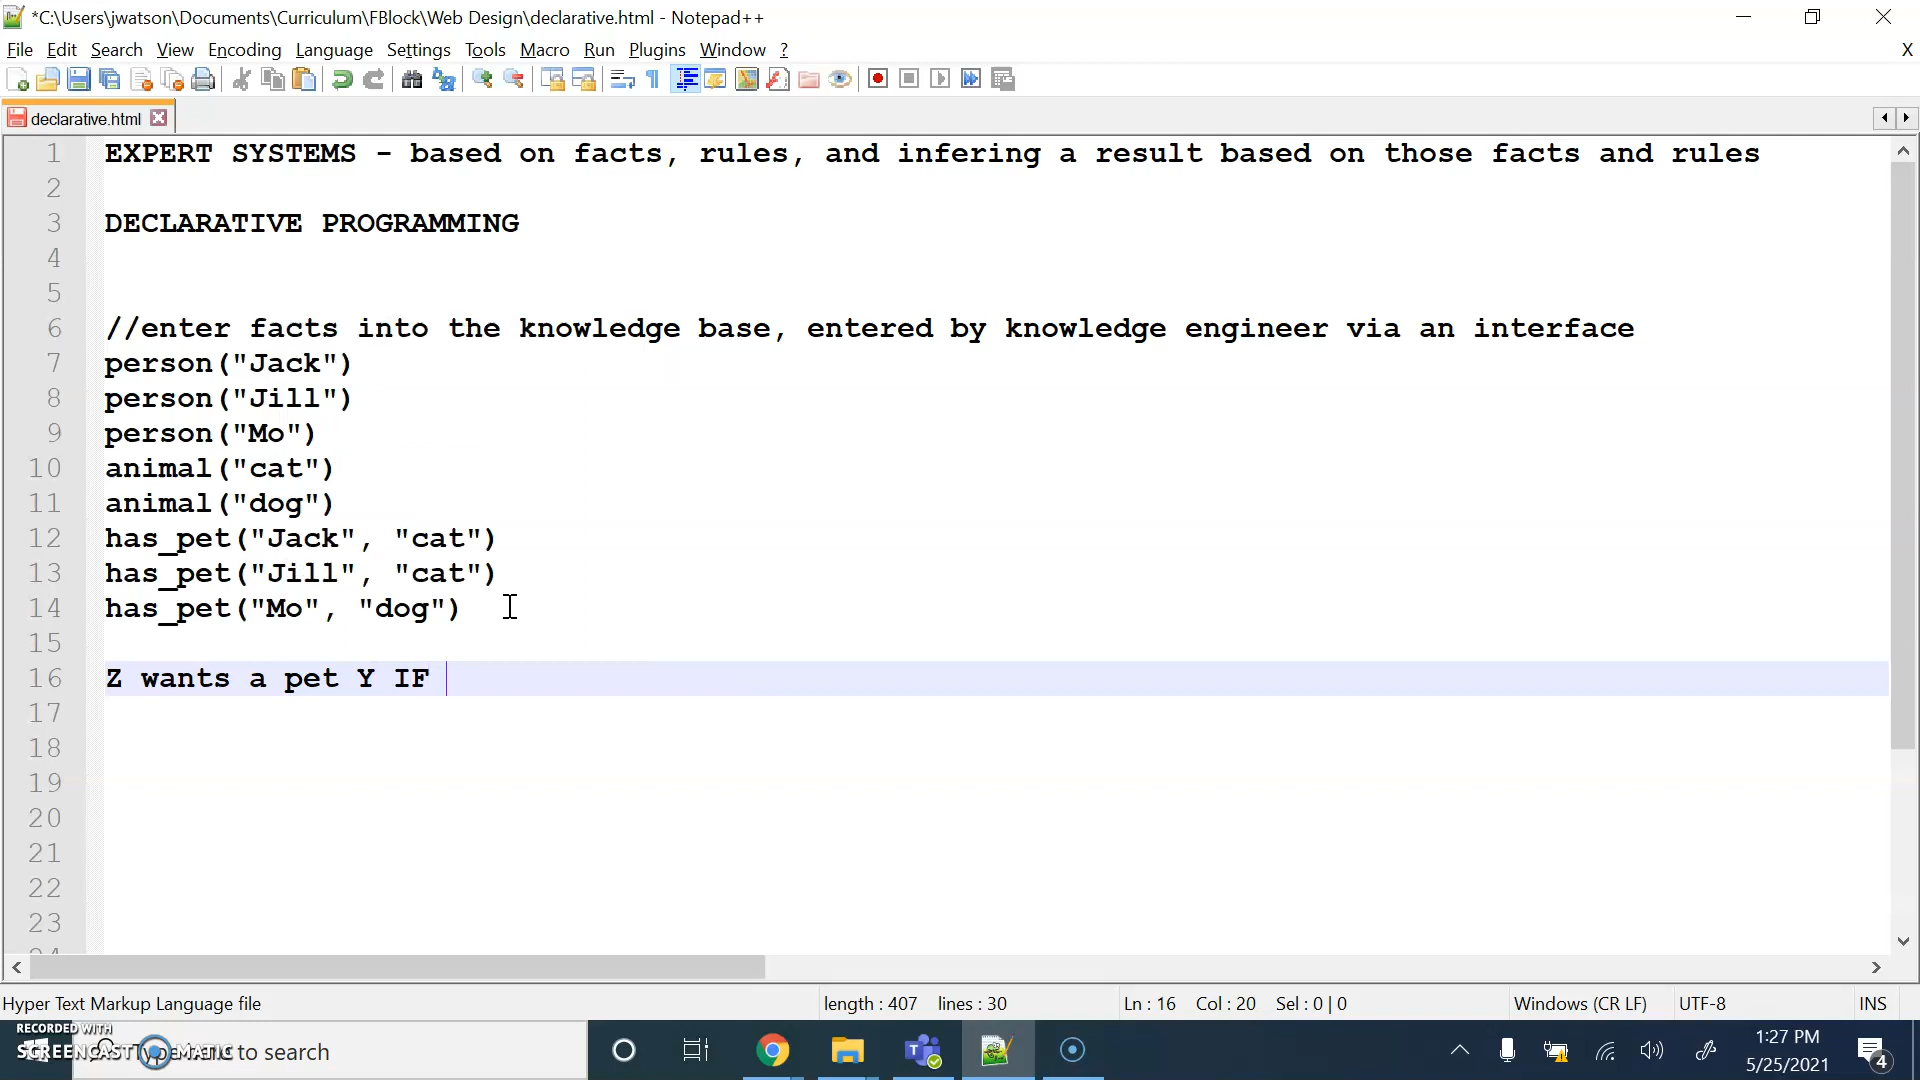 *C:\Users\jwatson\Documents\Curriculum\FBlock\Web Design\declarative.html - Notepad++
File Edit Search View Encoding Language Settings Tools Macro Run Plugins Window ? X
declarative.html
1 EXPERT SYSTEMS - based on facts, rules, and infering a result based on those facts and rules
2
3 DECLARATIVE PROGRAMMING
4
5
6 //enter facts into the knowledge base, entered by knowledge engineer via an interface
7 person("Jack")
8 person("Jill")
9 person("Mo")
10 animal("cat")
11 animal("dog")
12 has_pet("Jack", "cat")
13 has_pet("Jill", "cat")
14 has_pet("Mo", "dog")
15
16 Z wants a pet Y IF
17
18
19
20
21
22
23
24
Hyper Text Markup Language file length : 407 lines : 30 Ln : 16 Col : 20 Sel : 0 | 0 Windows (CR LF) UTF-8 INS
RECORDED WITH
SCREENCAST MATIC
to search
1:27 PM
5/25/2021
4